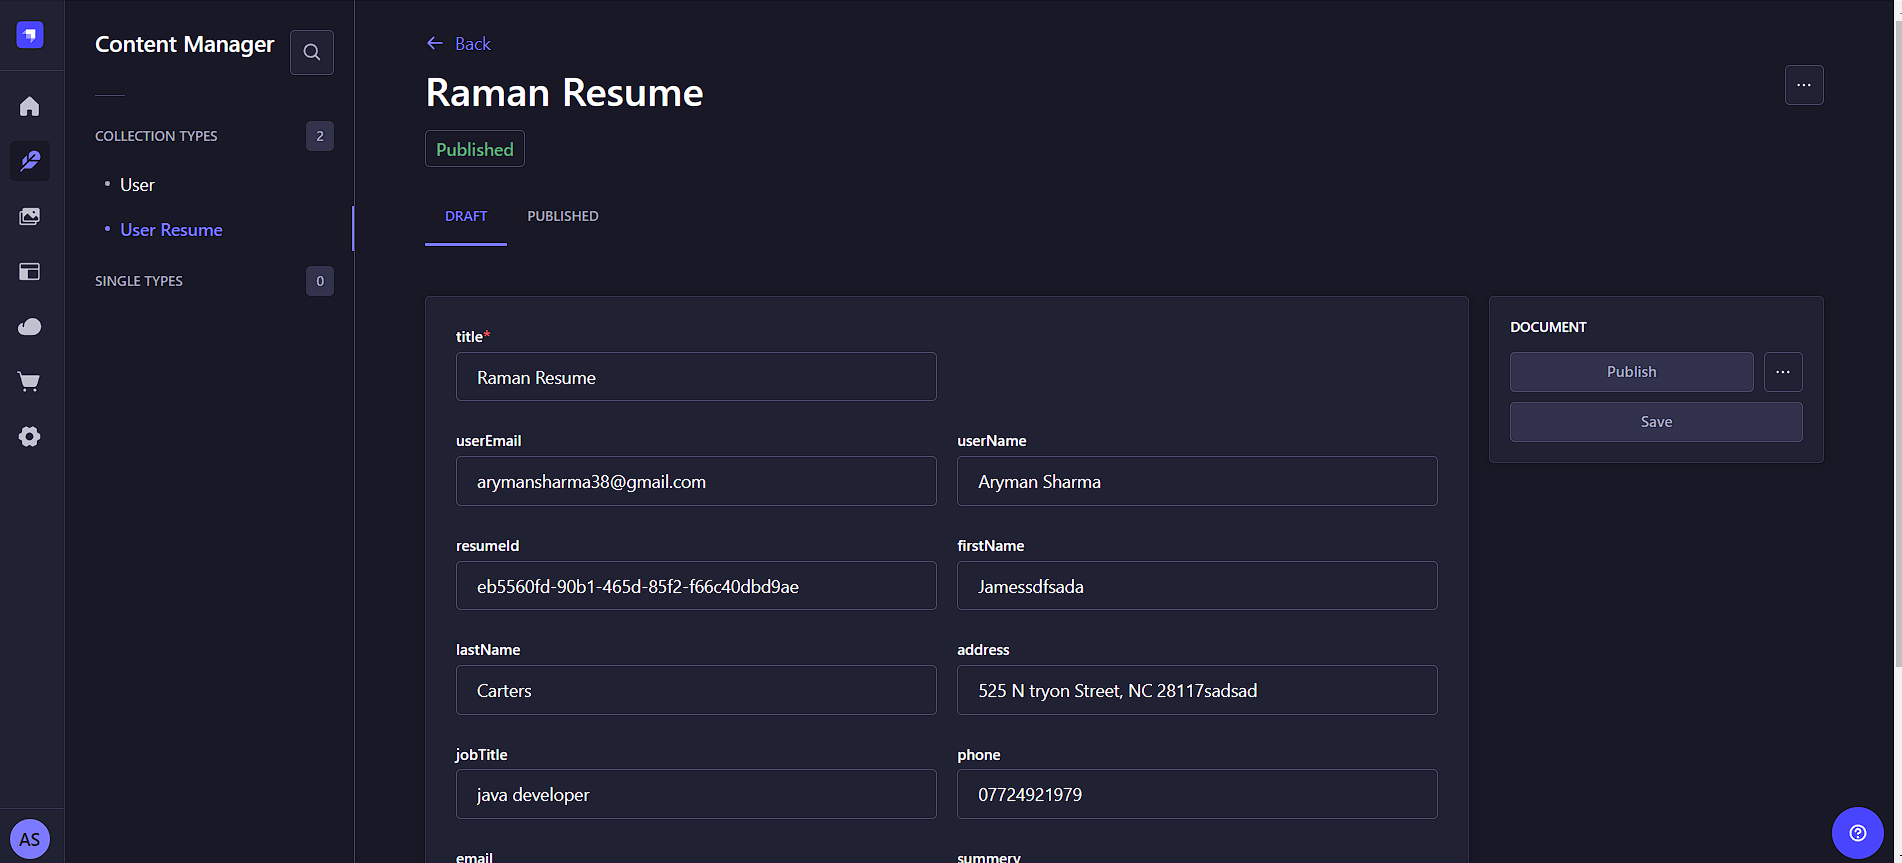 Content Manager
COLLECTION TYPES 2
User
User Resume
SINGLE TYPES 0
AS
Back
Raman Resume
Published
DRAFT PUBLISHED
title*
Raman Resume
userEmail userName
arymansharma38@gmail.com Aryman Sharma
resumeId firstName
eb5560fd-90b1-465d-85f2-f66c40dbd9ae Jamessdfsada
lastName address
Carters 525 N tryon Street, NC 28117sadsad
jobTitle phone
java developer 07724921979
email summery
DOCUMENT
Publish
Save